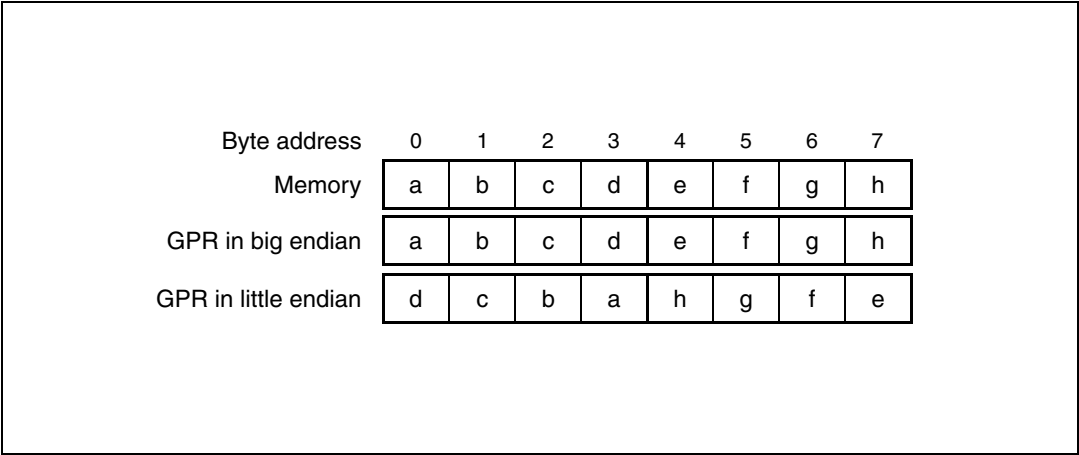 Byte address 0 1 2 3 4 5 6 7
Memory a b c d e f g h
GPR in big endian a b c d e f g h
GPR in little endian d c b a h g f e